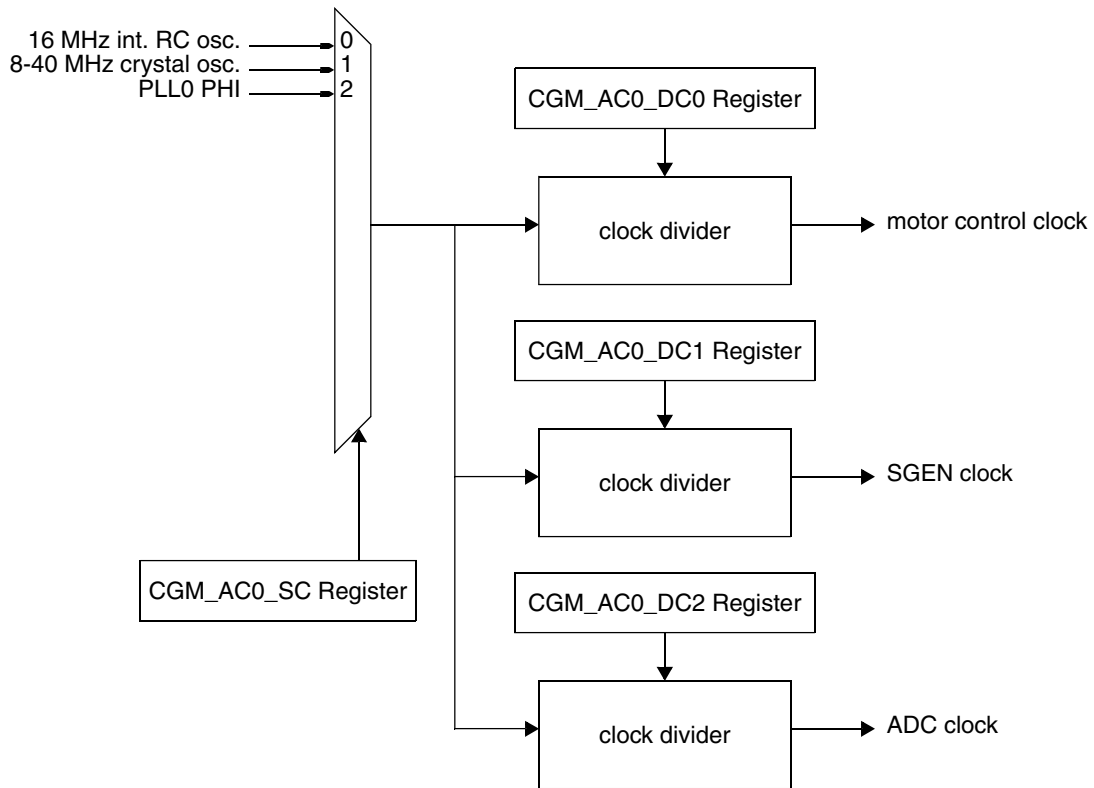 16 MHz int. RC osc.
8-40 MHz crystal osc.
PLL0 PHI
0
1
2
CGM_AC0_SC Register
CGM_AC0_DC0 Register
clock divider
motor control clock
CGM_AC0_DC1 Register
clock divider
SGEN clock
CGM_AC0_DC2 Register
clock divider
ADC clock